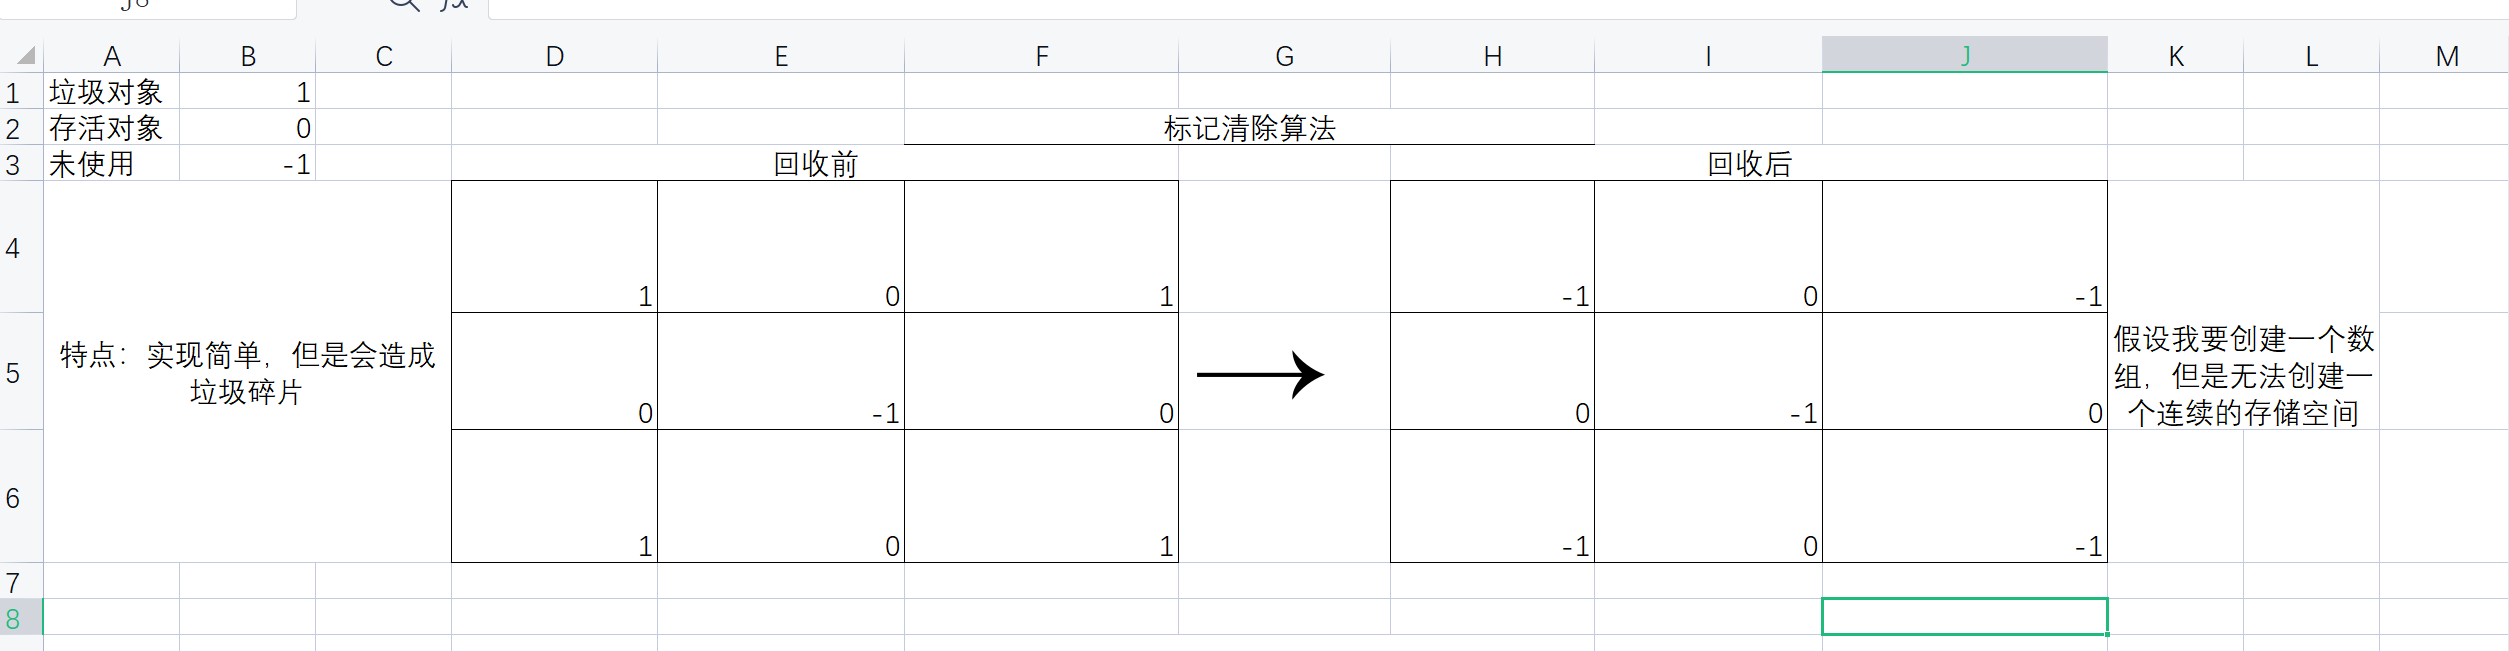 A B C D E F G H I J K L M
1 垃圾对象 1
2 存活对象 0 标记清除算法
3 未使用 -1 回收前 回收后
4 1 0 1 -1 0 -1
特点：实现简单，但是会造成
垃圾碎片
5 0 -1 0 0 -1 0
假设我要创建一个数
组，但是无法创建一
个连续的存储空间
6 1 0 1 -1 0 -1
7
8